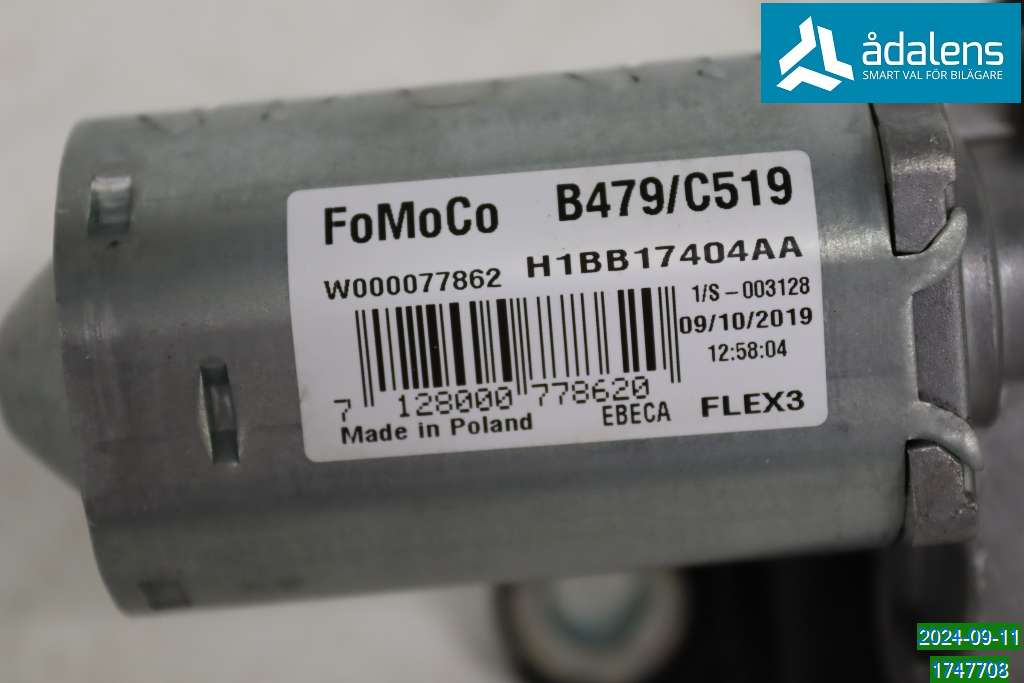 ådalens
SMART VAL FÖR BILÄGARE
FoMoCo B479/C519
W000077862 H1BB17404AA
1/S-003128
09/10/2019
12:58:04
7 128000 778620
Made in Poland EBECA FLEX3
2024-09-11
1747708